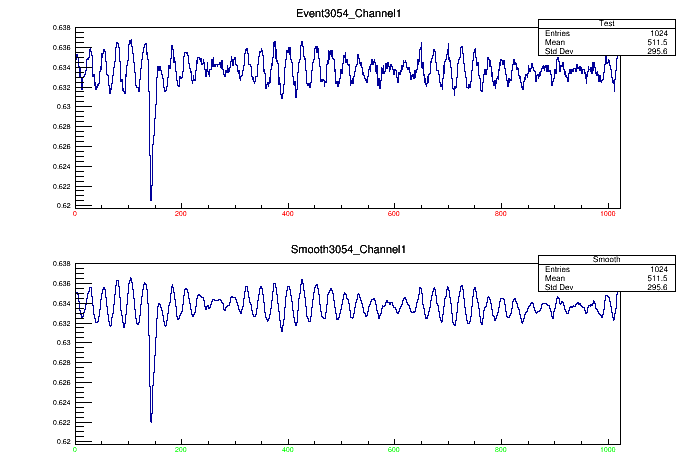 Event3054_Channel1
Test
Entries 1024
Mean 511.5
Std Dev 295.6
0.638
0.636
0.634
0.632
0.63
0.628
0.626
0.624
0.622
0.62
0 200 400 600 800 1000
Smooth3054_Channel1
Smooth
Entries 1024
Mean 511.5
Std Dev 295.6
0.638
0.636
0.634
0.632
0.63
0.628
0.626
0.624
0.622
0.62
0 200 400 600 800 1000